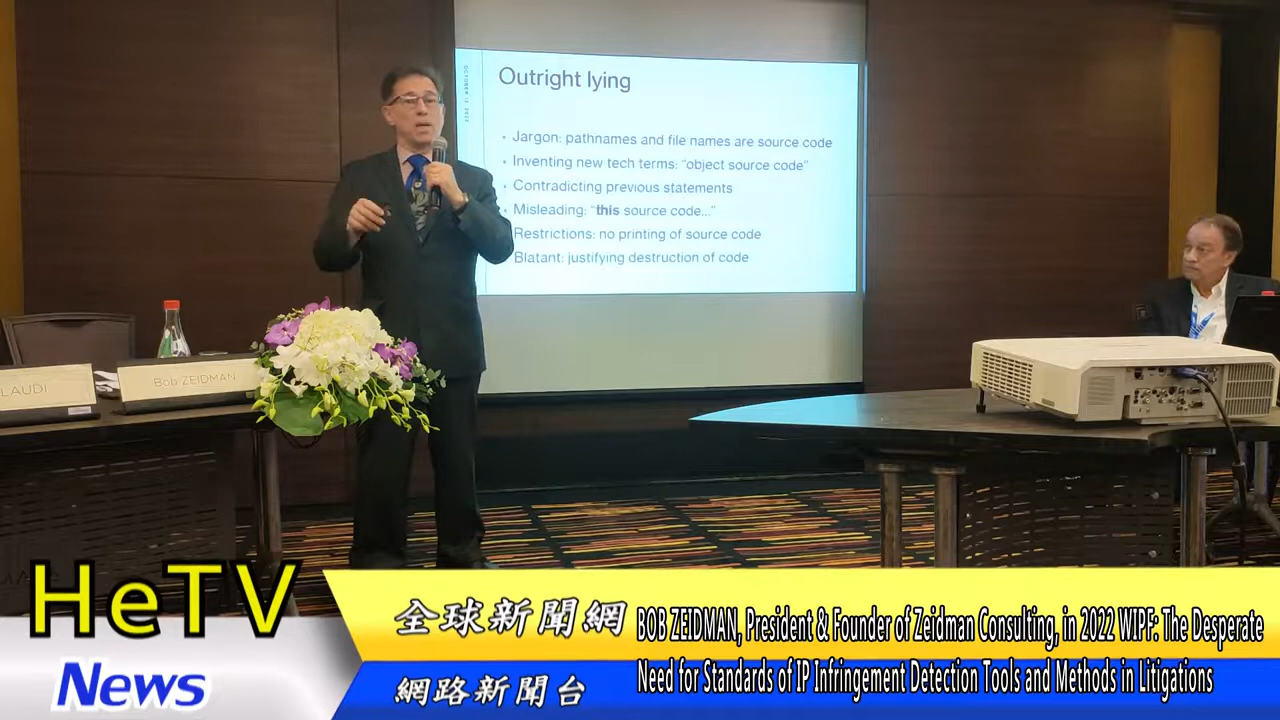 OCTOBER 12, 2022
Outright lying
• Jargon: pathnames and file names are source code
• Inventing new tech terms: “object source code”
• Contradicting previous statements
• Misleading: “this source code...”
Restrictions: no printing of source code
Blatant: justifying destruction of code
LAUDI
Bob ZEIDMAN
HeTV
News
全球新聞網
網路新聞台
BOB ZEIDMAN, President & Founder of Zeidman Consulting, in 2022 WIPF: The Desperate
Need for Standards of IP Infringement Detection Tools and Methods in Litigations